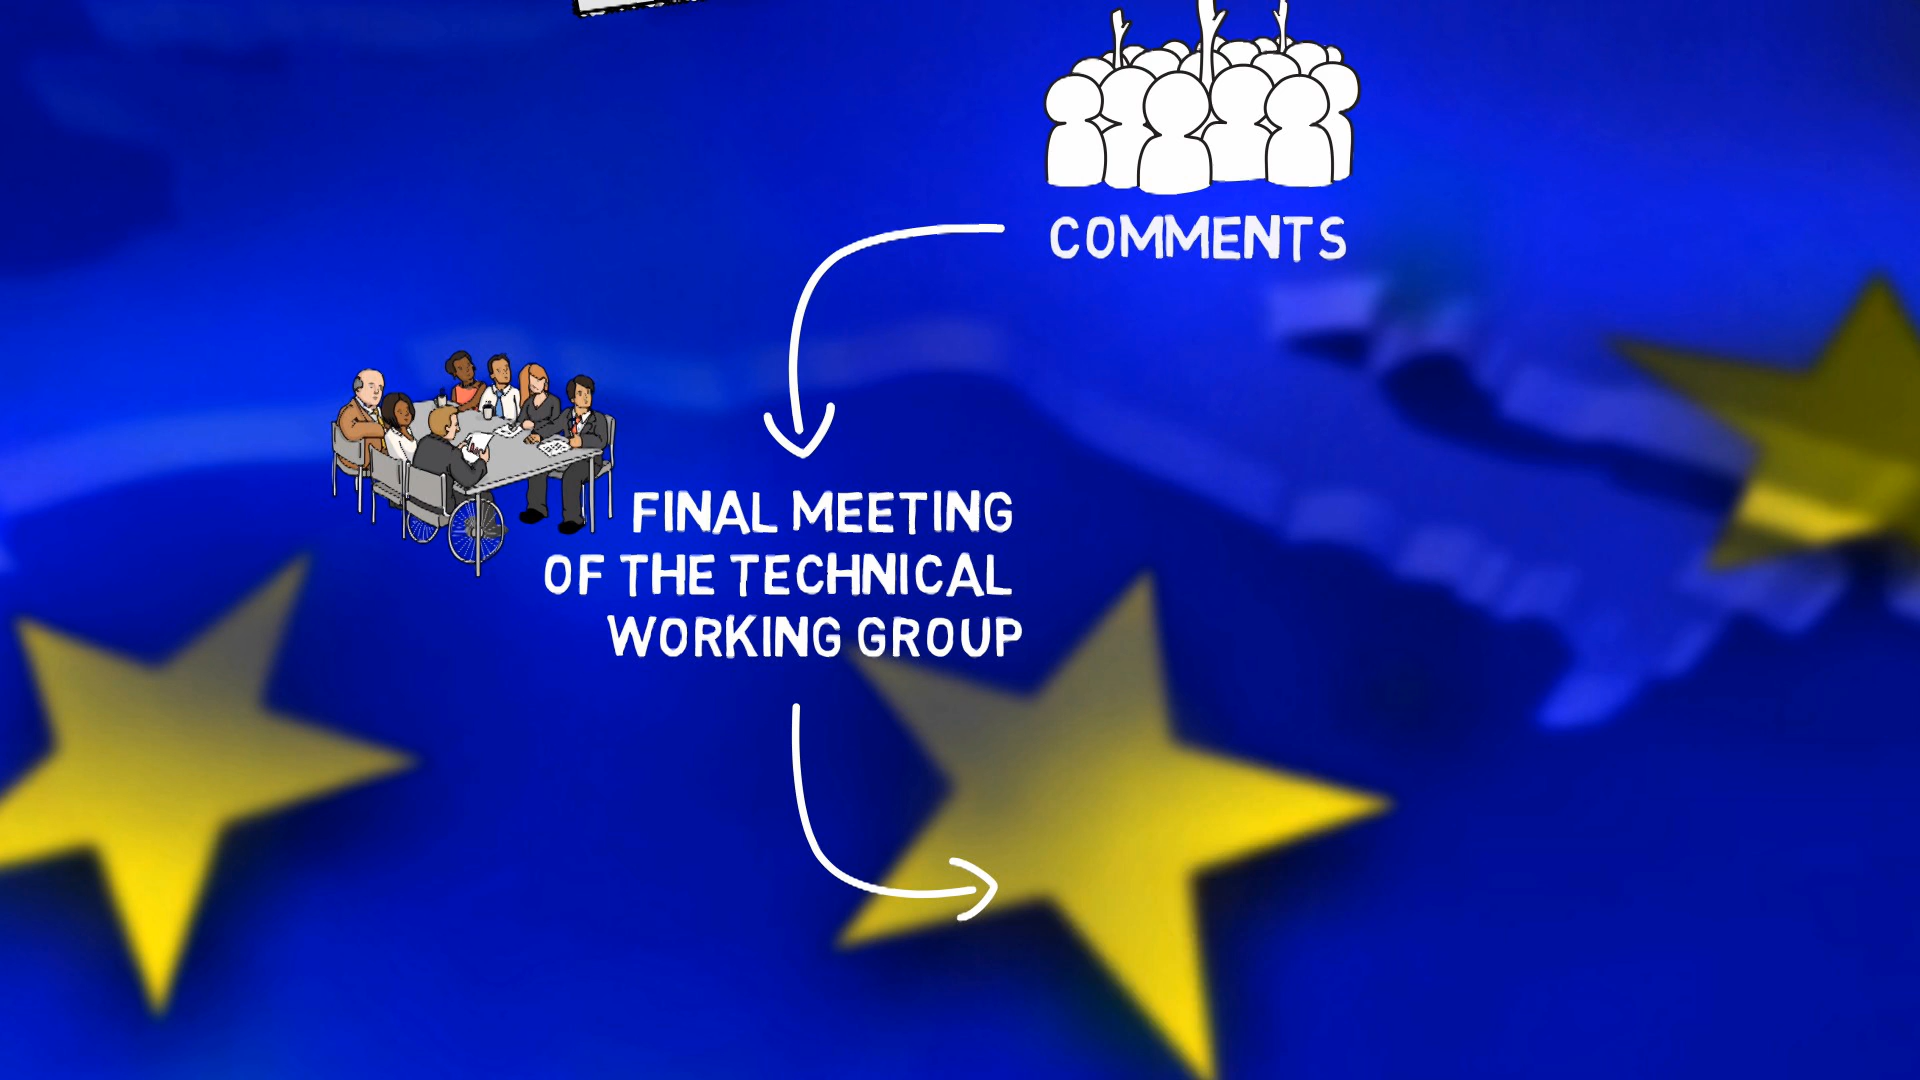 COMMENTS
FINAL MEETING
OF THE TECHNICAL
WORKING GROUP